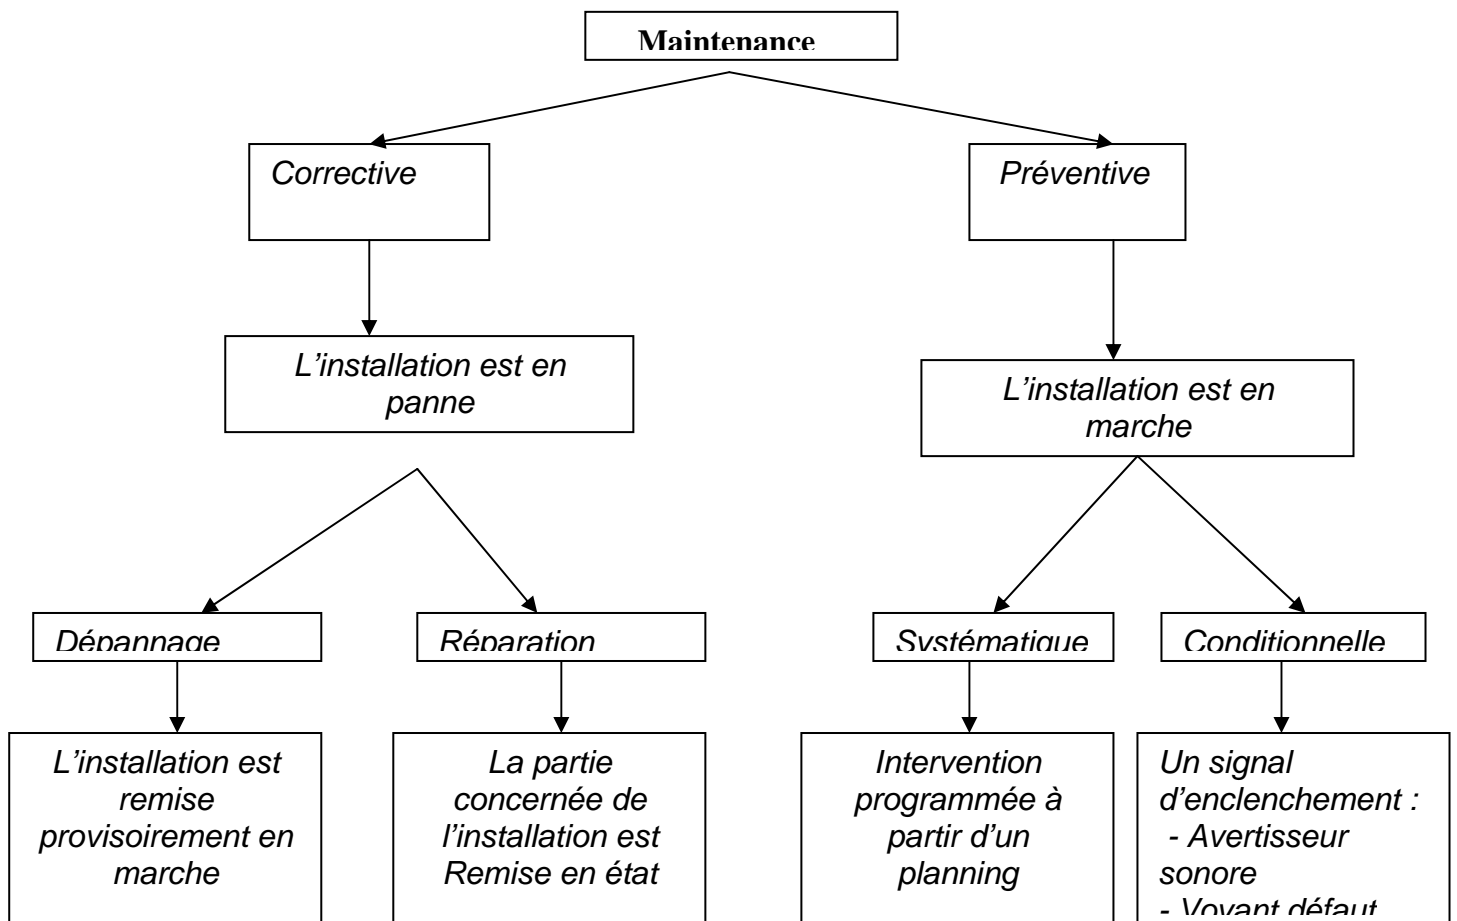 Maintenance
Corrective
Préventive
L’installation est en
panne
L’installation est en
marche
Dépannage
Réparation
Systématique
Conditionnelle
L’installation est
remise
provisoirement en
marche
La partie
concernée de
l’installation est
Remise en état
Intervention
programmée à
partir d’un
planning
Un signal
d’enclenchement :
- Avertisseur
sonore
- Voyant défaut